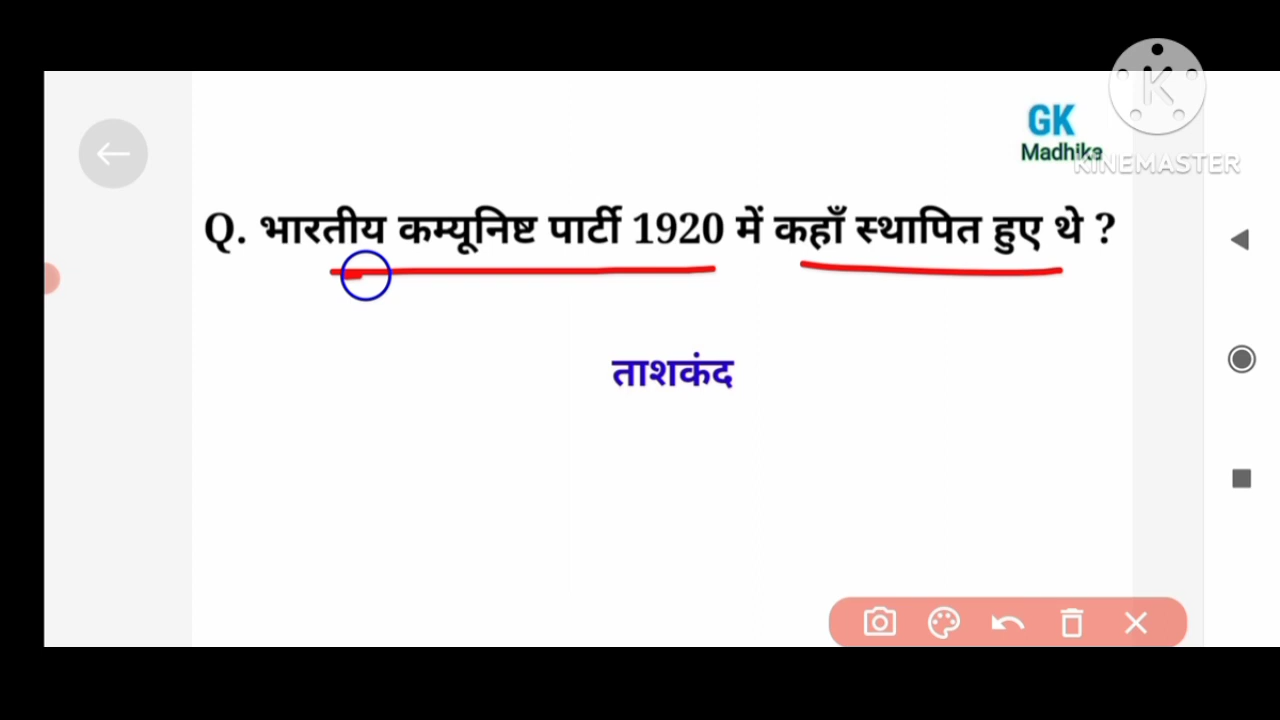 GK
Madhika
KINEMASTER
Q. भारतीय कम्यूनिष्ट पार्टी 1920 में कहाँ स्थापित हुए थे ?
ताशकंद